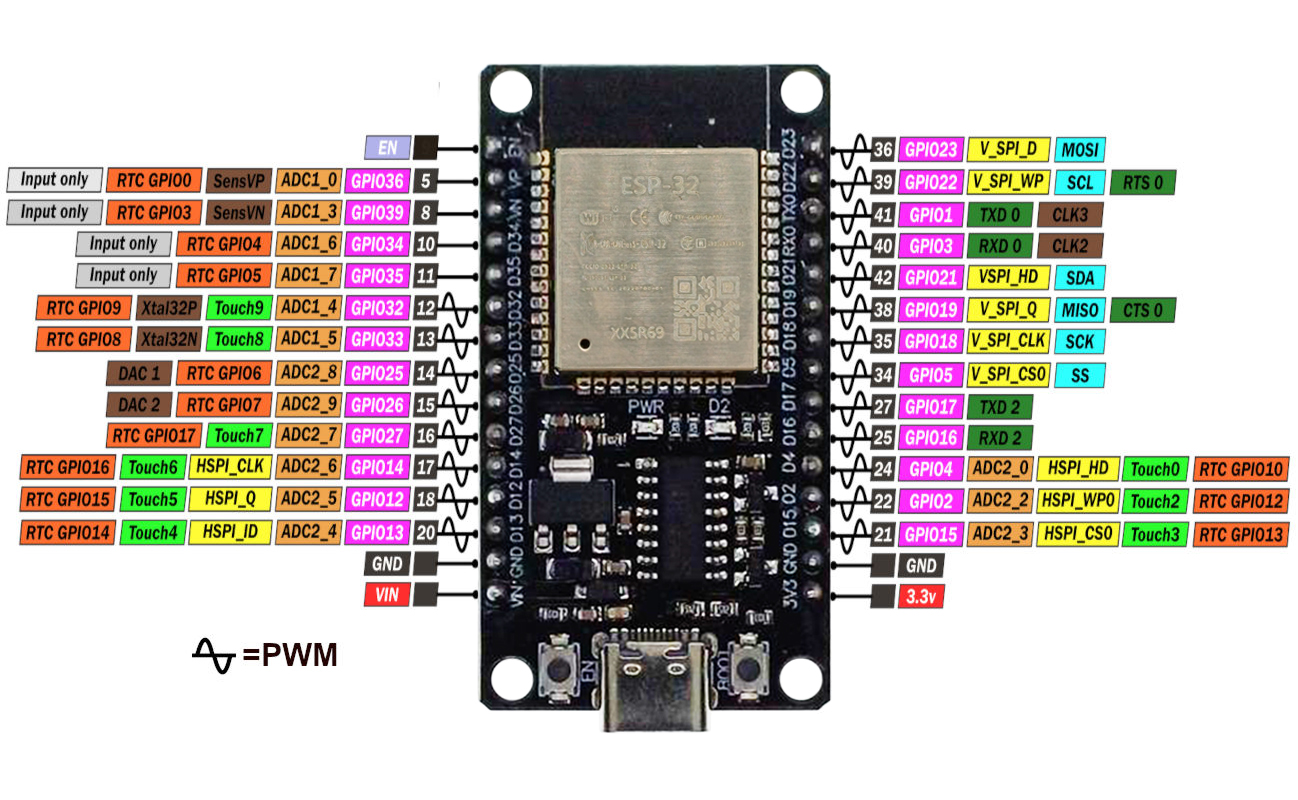 EN
Input only RTC GPIO0 SensVP ADC1_0 GPIO36 5
Input only RTC GPIO3 SensVN ADC1_3 GPIO39 8
Input only RTC GPIO4 ADC1_6 GPIO34 10
Input only RTC GPIO5 ADC1_7 GPIO35 11
RTC GPIO9 Xtal32P Touch9 ADC1_4 GPIO32 12
RTC GPIO8 Xtal32N Touch8 ADC1_5 GPIO33 13
DAC 1 RTC GPIO6 ADC2_8 GPIO25 14
DAC 2 RTC GPIO7 ADC2_9 GPIO26 15
RTC GPIO17 Touch7 ADC2_7 GPIO27 16
RTC GPIO16 Touch6 HSPI_CLK ADC2_6 GPIO14 17
RTC GPIO15 Touch5 HSPI_Q ADC2_5 GPIO12 18
RTC GPIO14 Touch4 HSPI_ID ADC2_4 GPIO13 20
GND
VIN
=PWM
EN VP VN D34 D35 D32 D33 D25 D26 D27 D14 D12 D13 GND VIN
ESP-32
XXSR69
PWR D2
EN
BOOT
D23 D22 TX0 RX0 D21 D19 D18 D5 D17 D16 D4 D2 D15 GND 3V3
36 GPIO23 V_SPI_D MOSI
39 GPIO22 V_SPI_WP SCL RTS 0
41 GPIO1 TXD 0 CLK3
40 GPIO3 RXD 0 CLK2
42 GPIO21 VSPI_HD SDA
38 GPIO19 V_SPI_Q MISO CTS 0
35 GPIO18 V_SPI_CLK SCK
34 GPIO5 V_SPI_CS0 SS
27 GPIO17 TXD 2
25 GPIO16 RXD 2
24 GPIO4 ADC2_0 HSPI_HD Touch0 RTC GPIO10
22 GPIO2 ADC2_2 HSPI_WP0 Touch2 RTC GPIO12
21 GPIO15 ADC2_3 HSPI_CS0 Touch3 RTC GPIO13
GND
3.3v